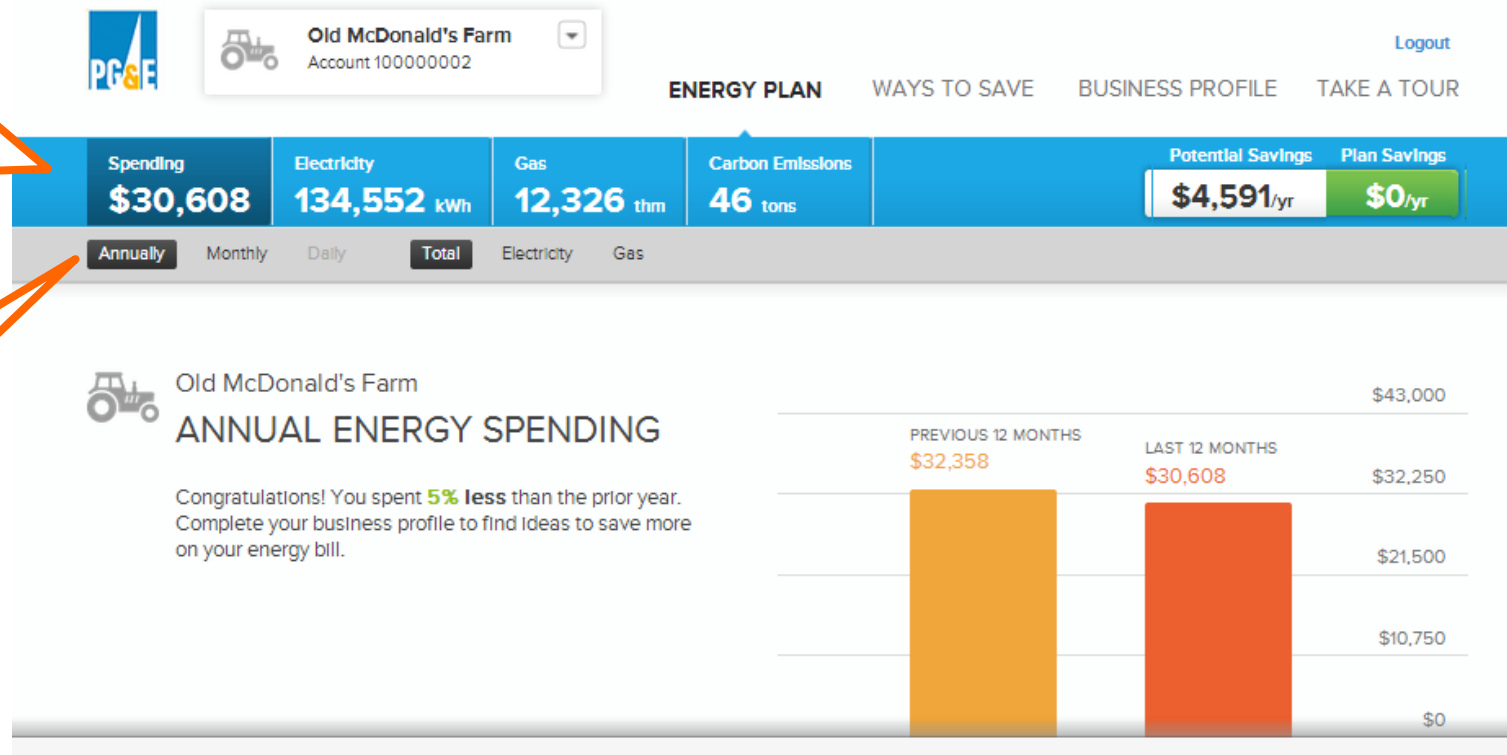 PG&E
Old McDonald's Farm
Account 100000002
Logout
ENERGY PLAN WAYS TO SAVE BUSINESS PROFILE TAKE A TOUR
Spending Electricity Gas Carbon Emissions Potential Savings Plan Savings
$30,608 134,552 kWh 12,326 thm 46 tons $4,591/yr $0/yr
Annually Monthly Daily Total Electricity Gas
Old McDonald's Farm
ANNUAL ENERGY SPENDING
Congratulations! You spent 5% less than the prior year.
Complete your business profile to find ideas to save more
on your energy bill.
PREVIOUS 12 MONTHS
$32,358
LAST 12 MONTHS
$30,608
$43,000
$32,250
$21,500
$10,750
$0